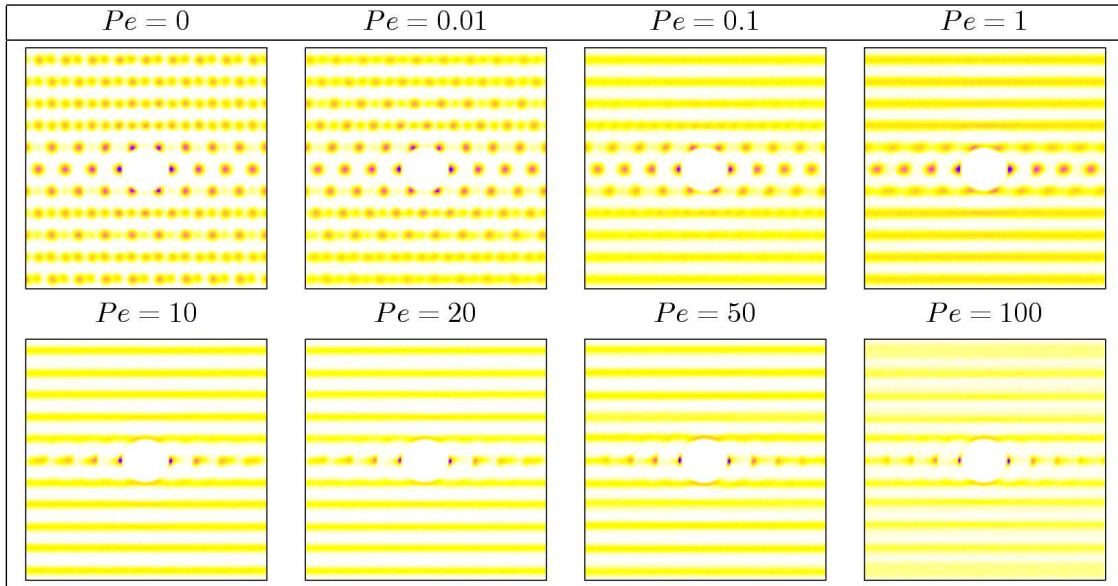 Pe = 0 Pe = 0.01 Pe = 0.1 Pe = 1
Pe = 10 Pe = 20 Pe = 50 Pe = 100